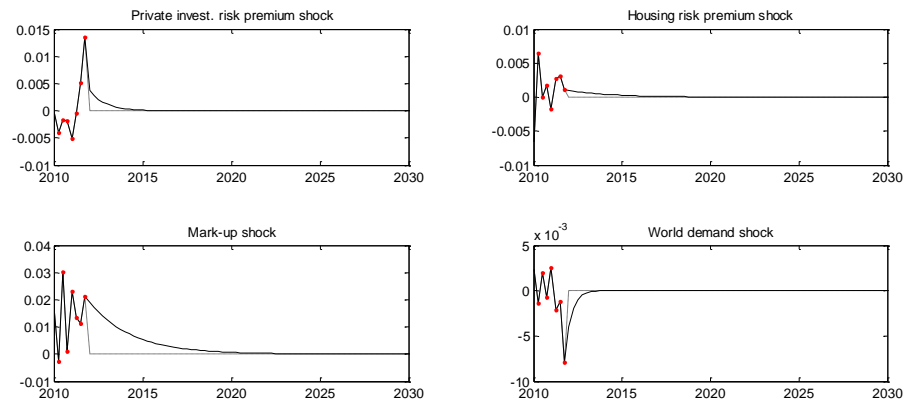 Private invest. risk premium shock
0.015
0.01
0.005
0
-0.005
-0.01
2010 2015 2020 2025 2030
Housing risk premium shock
0.01
0.005
0
-0.005
-0.01
2010 2015 2020 2025 2030
Mark-up shock
0.04
0.03
0.02
0.01
0
-0.01
2010 2015 2020 2025 2030
World demand shock
x 10-3
5
0
-5
-10
2010 2015 2020 2025 2030